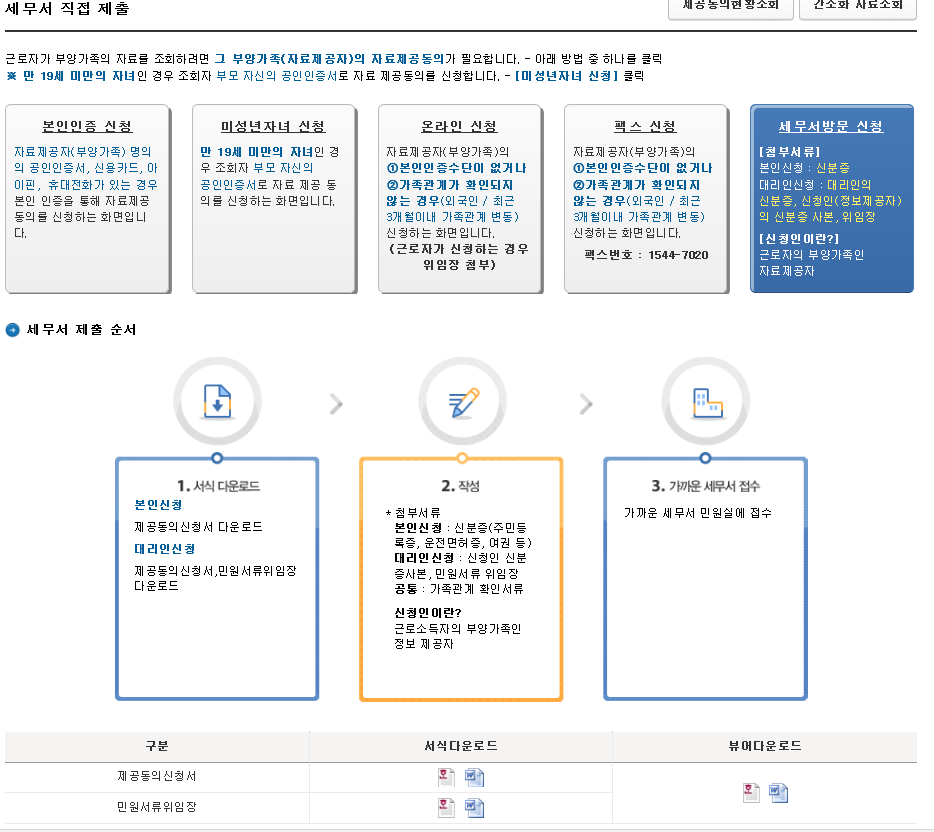 세무서 직접 제출
제공동의현황조회
간소화 자료조회
근로자가 부양가족의 자료를 조회하려면 그 부양가족(자료제공자)의 자료제공동의가 필요합니다. - 아래 방법 중 하나를 클릭
※ 만 19세 미만의 자녀인 경우 조회자 부모 자신의 공인인증서로 자료 제공동의를 신청합니다. - [미성년자녀 신청] 클릭
본인인증 신청
자료제공자(부양가족) 명의
의 공인인증서, 신용카드, 아
이핀, 휴대전화가 있는 경우
본인 인증을 통해 자료제공
동의를 신청하는 화면입니
다.
미성년자녀 신청
만 19세 미만의 자녀인 경
우 조회자 부모 자신의
공인인증서로 자료 제공 동
의를 신청하는 화면입니다.
온라인 신청
자료제공자(부양가족)의
①본인인증수단이 없거나
②가족관계가 확인되지
않는 경우(외국인 / 최근
3개월이내 가족관계 변동)
신청하는 화면입니다.
(근로자가 신청하는 경우
위임장 첨부)
팩스 신청
자료제공자(부양가족)의
①본인인증수단이 없거나
②가족관계가 확인되지
않는 경우(외국인 / 최근
3개월이내 가족관계 변동)
신청하는 화면입니다.
팩스번호 : 1544-7020
세무서방문 신청
[첨부서류]
본인신청 : 신분증
대리인신청 : 대리인의
신분증, 신청인(정보제공자)
의 신분증 사본, 위임장
[신청인이란?]
근로자의 부양가족인
자료제공자
세무서 제출 순서
1. 서식 다운로드
본인신청
제공동의신청서 다운로드
대리인신청
제공동의신청서,민원서류위임장
다운로드
2. 작성
* 첨부서류
본인신청 : 신분증(주민등
록증, 운전면허증, 여권 등)
대리인신청 : 신청인 신분
증사본, 민원서류 위임장
공통 : 가족관계 확인서류
신청인이란?
근로소득자의 부양가족인
정보 제공자
3. 가까운 세무서 접수
가까운 세무서 민원실에 접수
구분
서식다운로드
뷰어다운로드
제공동의신청서
민원서류위임장